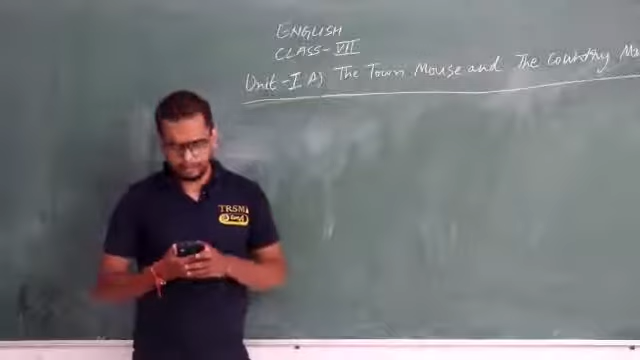 ENGLISH
CLASS-VII
Unit-I A) The Town Mouse and The Country
TRSM